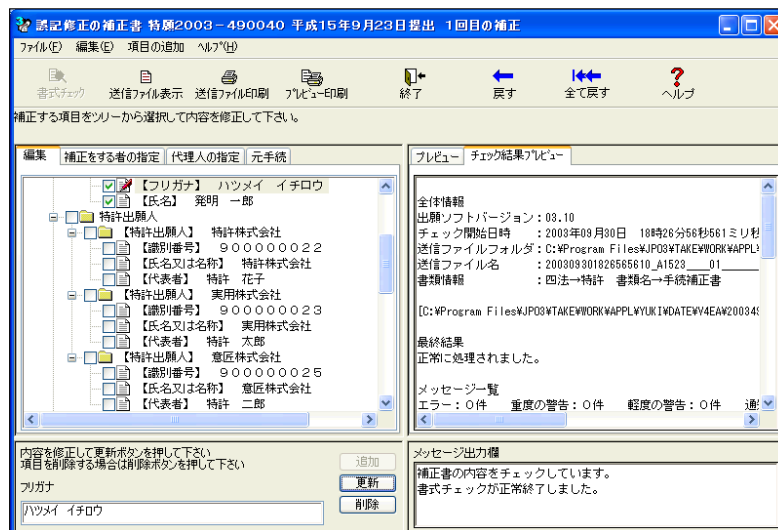 誤記修正の補正書 特願2003-490040 平成15年9月23日提出 1回目の補正
ファイル(F) 編集(E) 項目の追加 ヘルプ(H)
書式チェック 送信ファイル表示 送信ファイル印刷 プレビュー印刷 終了 戻す 全て戻す ヘルプ
補正する項目をツリーから選択して内容を修正して下さい。
編集 補正をする者の指定 代理人の指定 元手続
【フリガナ】 ハツメイ イチロウ
【氏名】 発明 一郎
特許出願人
【特許出願人】 特許株式会社
【識別番号】 900000022
【氏名又は名称】 特許株式会社
【代表者】 特許 花子
【特許出願人】 実用株式会社
【識別番号】 900000023
【氏名又は名称】 実用株式会社
【代表者】 特許 太郎
【特許出願人】 意匠株式会社
【識別番号】 900000025
【氏名又は名称】 意匠株式会社
【代表者】 特許 二郎
プレビュー チェック結果プレビュー
全体情報
出願ソフトバージョン:03.10
チェック開始日時 :2003年09月30日 18時26分56秒561ミリ秒
送信ファイルフォルダ:C:¥Program Files¥JPO3¥TAKE¥WORK¥APPL¥
送信ファイル名 :200309301826565610_A1523____01____
書類情報 :四法→特許 書類名→手続補正書
[C:¥Program Files¥JPO3¥TAKE¥WORK¥APPL¥YUKI¥DATE¥V4EA¥20034
最終結果
正常に処理されました。
メッセージ一覧
エラー:0件 重度の警告:0件 軽度の警告:0件
内容を修正して更新ボタンを押して下さい
項目を削除する場合は削除ボタンを押して下さい
フリガナ
ハツメイ イチロウ
追加
更新
削除
メッセージ出力欄
補正書の内容をチェックしています。
書式チェックが正常終了しました。